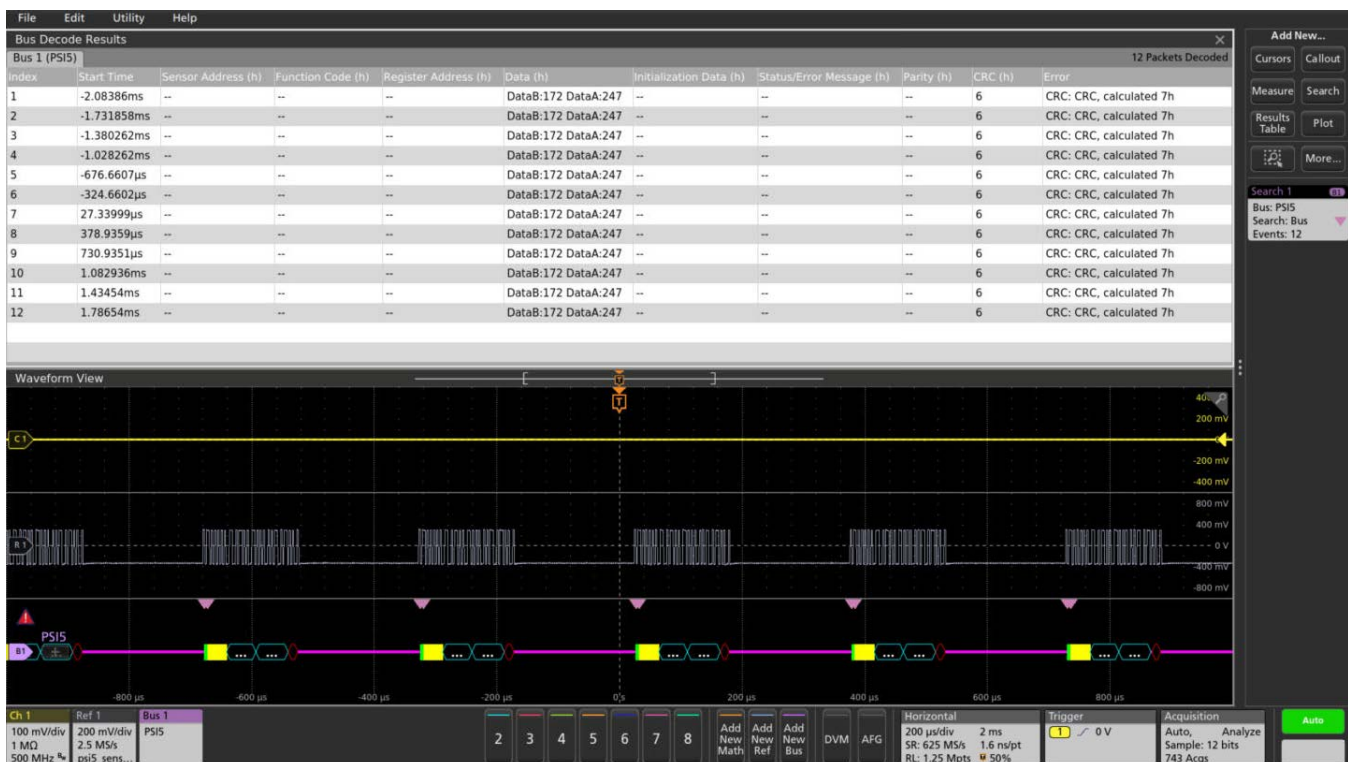 File Edit Utility Help
Bus Decode Results
Bus 1 (PSI5) 12 Packets Decoded
Index Start Time Sensor Address (h) Function Code (h) Register Address (h) Data (h) Initialization Data (h) Status/Error Message (h) Parity (h) CRC (h) Error
1 -2.08386ms -- -- -- DataB:172 DataA:247 -- -- -- 6 CRC: CRC, calculated 7h
2 -1.731858ms -- -- -- DataB:172 DataA:247 -- -- -- 6 CRC: CRC, calculated 7h
3 -1.380262ms -- -- -- DataB:172 DataA:247 -- -- -- 6 CRC: CRC, calculated 7h
4 -1.028262ms -- -- -- DataB:172 DataA:247 -- -- -- 6 CRC: CRC, calculated 7h
5 -676.6607µs -- -- -- DataB:172 DataA:247 -- -- -- 6 CRC: CRC, calculated 7h
6 -324.6602µs -- -- -- DataB:172 DataA:247 -- -- -- 6 CRC: CRC, calculated 7h
7 27.33999µs -- -- -- DataB:172 DataA:247 -- -- -- 6 CRC: CRC, calculated 7h
8 378.9359µs -- -- -- DataB:172 DataA:247 -- -- -- 6 CRC: CRC, calculated 7h
9 730.9351µs -- -- -- DataB:172 DataA:247 -- -- -- 6 CRC: CRC, calculated 7h
10 1.082936ms -- -- -- DataB:172 DataA:247 -- -- -- 6 CRC: CRC, calculated 7h
11 1.43454ms -- -- -- DataB:172 DataA:247 -- -- -- 6 CRC: CRC, calculated 7h
12 1.78654ms -- -- -- DataB:172 DataA:247 -- -- -- 6 CRC: CRC, calculated 7h
Add New...
Cursors Callout
Measure Search
Results Table Plot
More...
Search 1 B1
Bus: PSI5
Search: Bus
Events: 12
Waveform View
T
T
200 mV
C1
-200 mV
-400 mV
800 mV
400 mV
R1
0 V
-400 mV
-800 mV
PSI5
B1 ... ... ... ... ... ... ... ... ... ...
-800 µs -600 µs -400 µs -200 µs 0 s 200 µs 400 µs 600 µs 800 µs
Ch 1
100 mV/div
1 MΩ
500 MHz
Ref 1
200 mV/div
2.5 MS/s
psi5_sens...
Bus 1
PSI5
2 3 4 5 6 7 8
Add New Math
Add New Ref
Add New Bus
DVM AFG
Horizontal
200 µs/div 2 ms
SR: 625 MS/s 1.6 ns/pt
RL: 1.25 Mpts 50%
Trigger
1 0 V
Acquisition
Auto, Analyze
Sample: 12 bits
743 Acqs
Auto